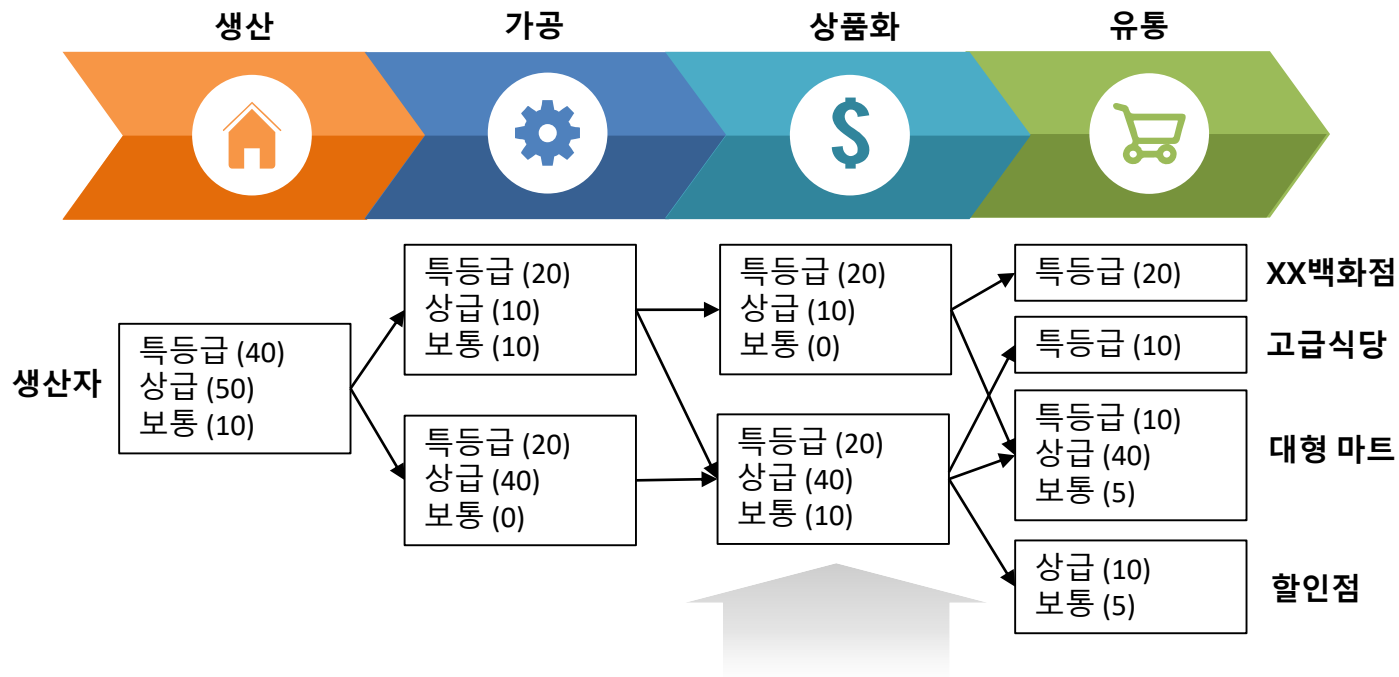 생산
가공
상품화
유통
생산자
특등급 (40)
상급 (50)
보통 (10)
특등급 (20)
상급 (10)
보통 (10)
특등급 (20)
상급 (40)
보통 (0)
특등급 (20)
상급 (10)
보통 (0)
특등급 (20)
상급 (40)
보통 (10)
특등급 (20)
XX백화점
특등급 (10)
고급식당
특등급 (10)
상급 (40)
보통 (5)
대형 마트
상급 (10)
보통 (5)
할인점